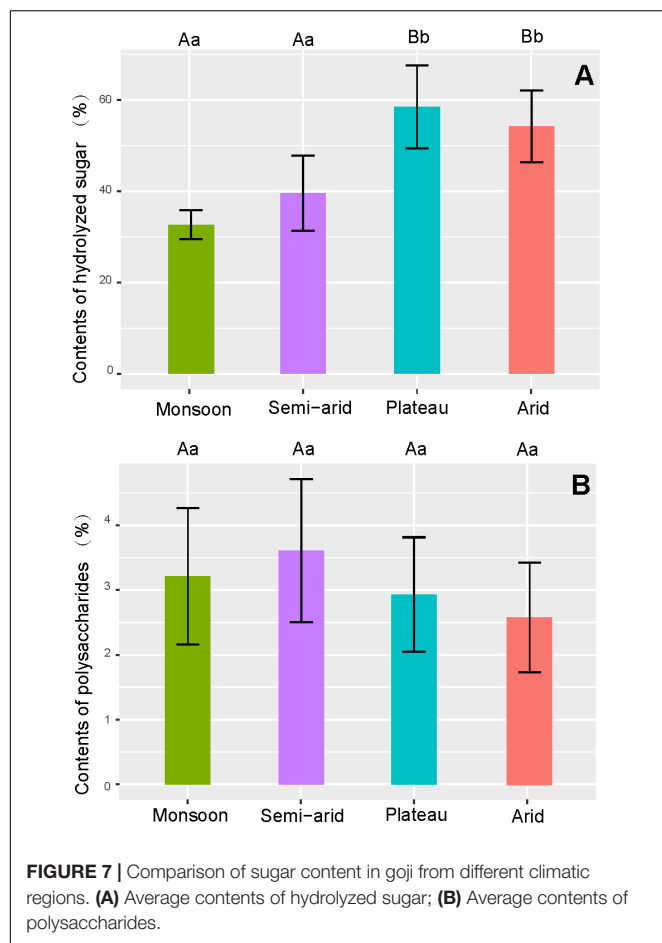 Aa Aa Bb Bb
A
Contents of hydrolyzed sugar （%）
60
40
20
0
Monsoon Semi−arid Plateau Arid
Aa Aa Aa Aa
B
Contents of polysaccharides （%）
4
3
2
1
0
Monsoon Semi−arid Plateau Arid
FIGURE 7 | Comparison of sugar content in goji from different climatic
regions. (A) Average contents of hydrolyzed sugar; (B) Average contents of
polysaccharides.